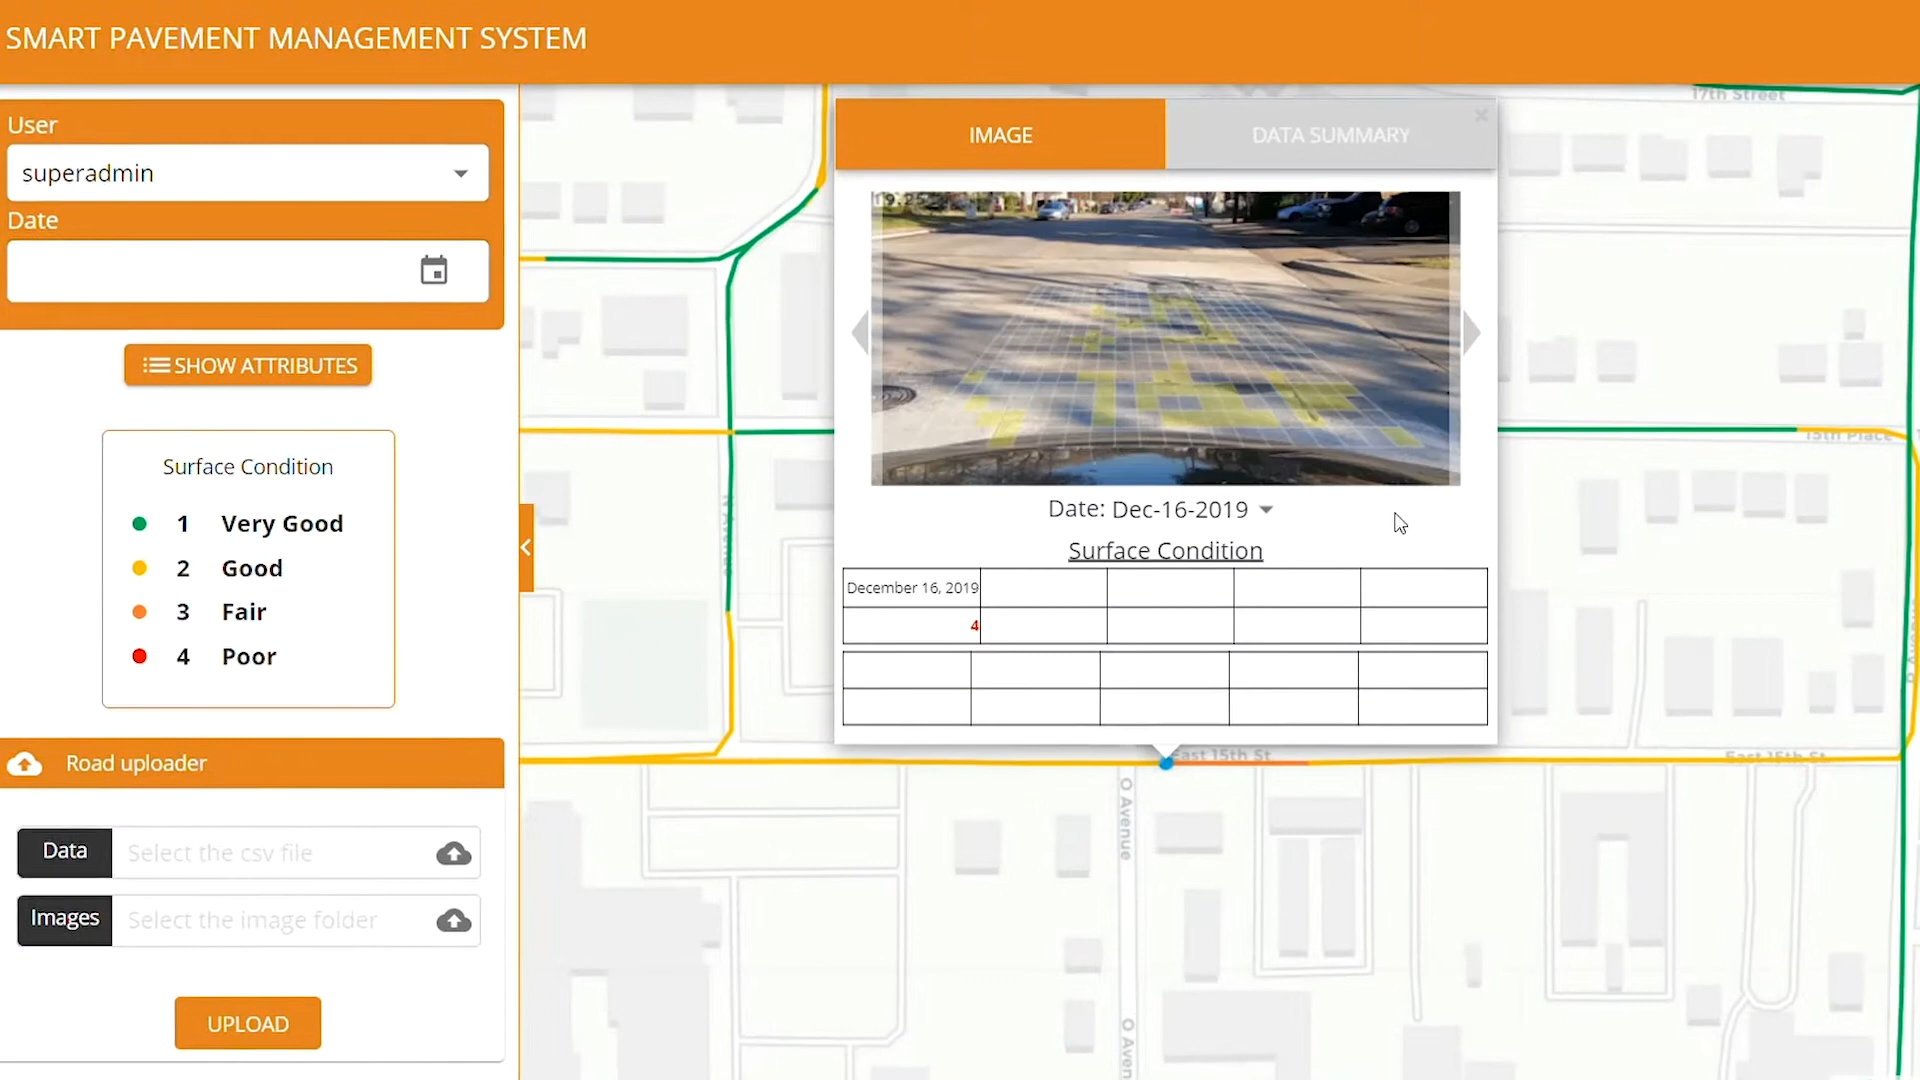 SMART PAVEMENT MANAGEMENT SYSTEM
User
superadmin
Date
SHOW ATTRIBUTES
Surface Condition
1 Very Good
2 Good
3 Fair
4 Poor
Road uploader
Data Select the csv file
Images Select the image folder
UPLOAD
IMAGE
DATA SUMMARY
Date: Dec-16-2019
Surface Condition
December 16, 2019
4
17th Street
15th Place
East 15th St
East 15th St
N Avenue
O Avenue
O Aven